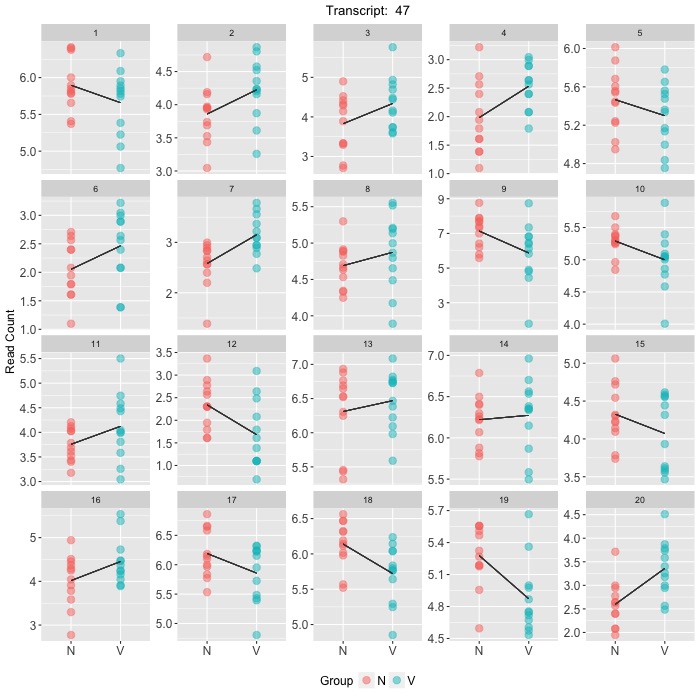 Transcript: 47
1 2 3 4 5
6.0 5.5 5.0
4.5 4.0 3.5 3.0
5 4 3
3.0 2.5 2.0 1.5 1.0
6.0 5.6 5.2 4.8
6 7 8 9 10
3.0 2.5 2.0 1.5 1.0
3 2
5.5 5.0 4.5 4.0
9 7 5 3
5.5 5.0 4.5 4.0
Read Count
11 12 13 14 15
5.5 5.0 4.5 4.0 3.5 3.0
3.5 3.0 2.5 2.0 1.5 1.0
7.0 6.5 6.0 5.5
7.0 6.5 6.0 5.5
5.0 4.5 4.0 3.5
16 17 18 19 20
5 4 3
6.5 6.0 5.5 5.0
6.5 6.0 5.5 5.0
5.7 5.4 5.1 4.8 4.5
4.5 4.0 3.5 3.0 2.5 2.0
N V N V N V N V N V
Group N V